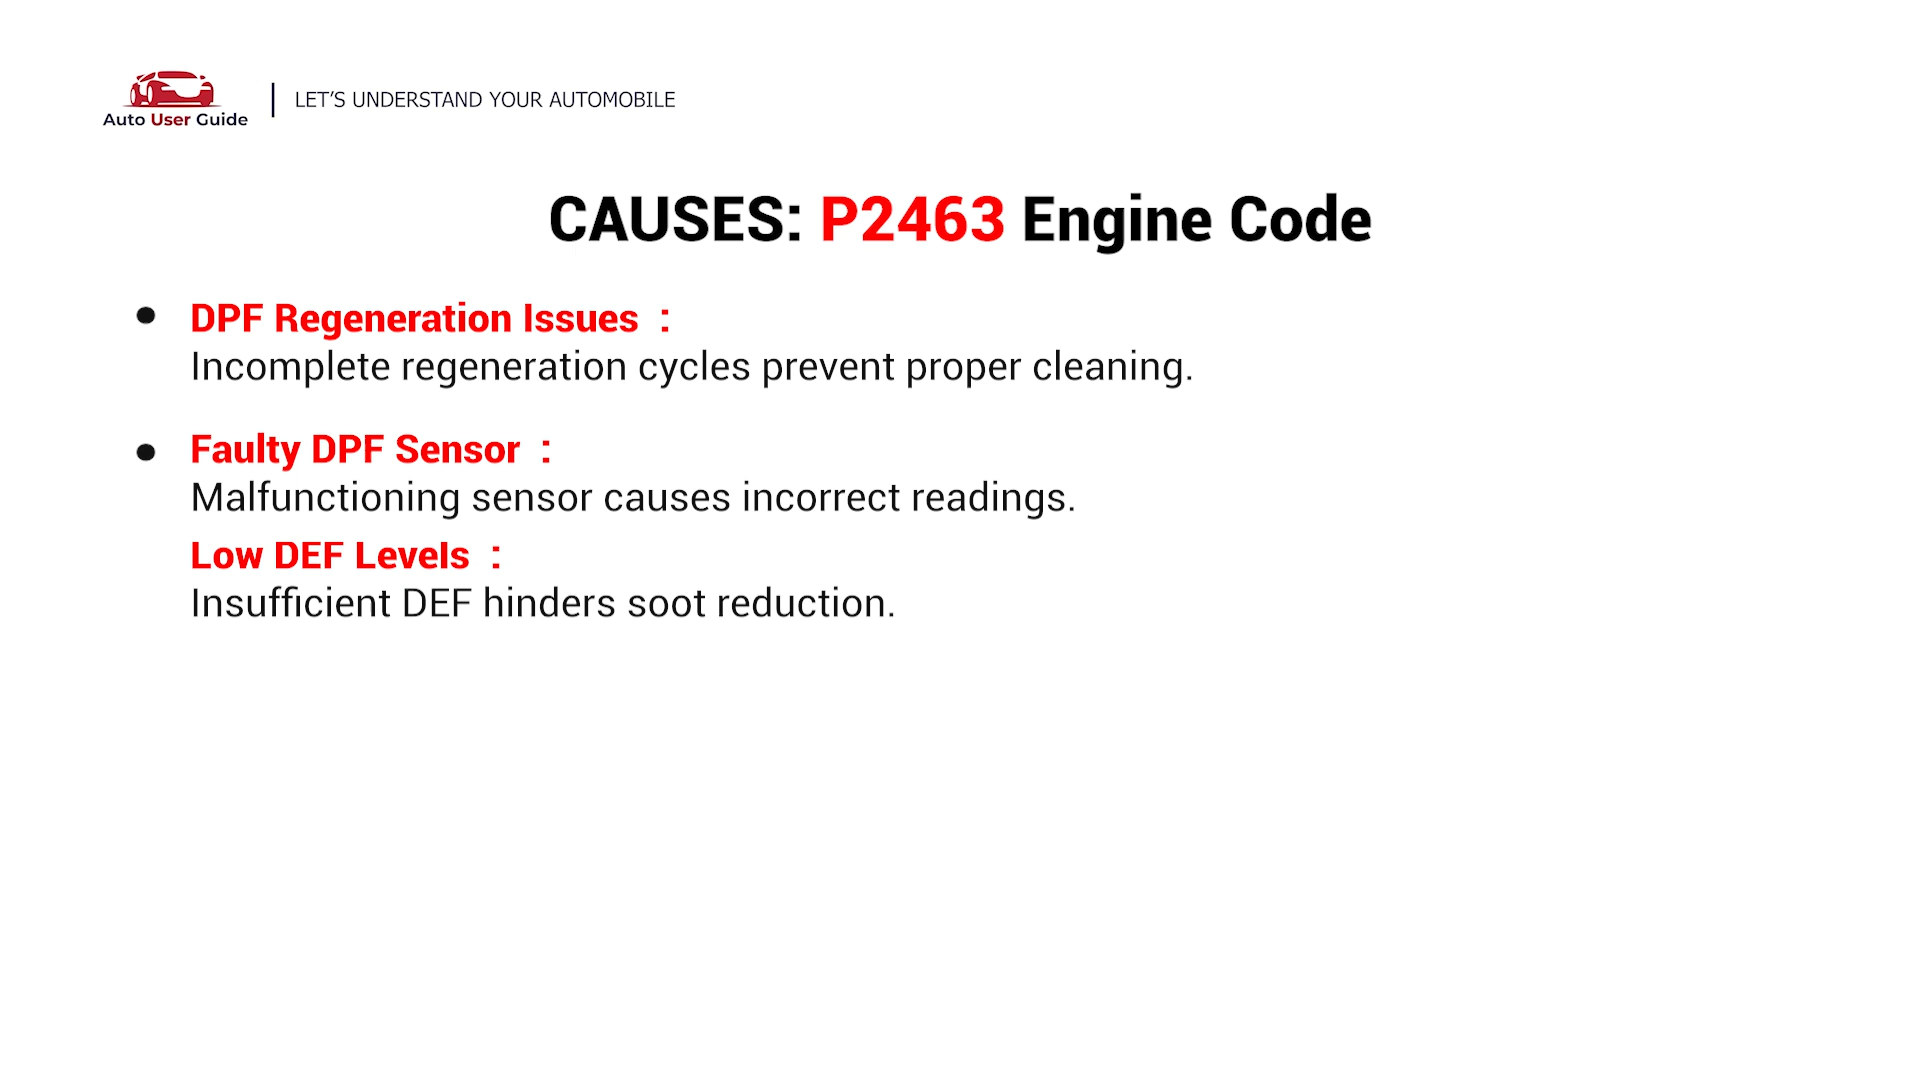 Auto User Guide
LET'S UNDERSTAND YOUR AUTOMOBILE
CAUSES: P2463 Engine Code
DPF Regeneration Issues :
Incomplete regeneration cycles prevent proper cleaning.
Faulty DPF Sensor :
Malfunctioning sensor causes incorrect readings.
Low DEF Levels :
Insufficient DEF hinders soot reduction.